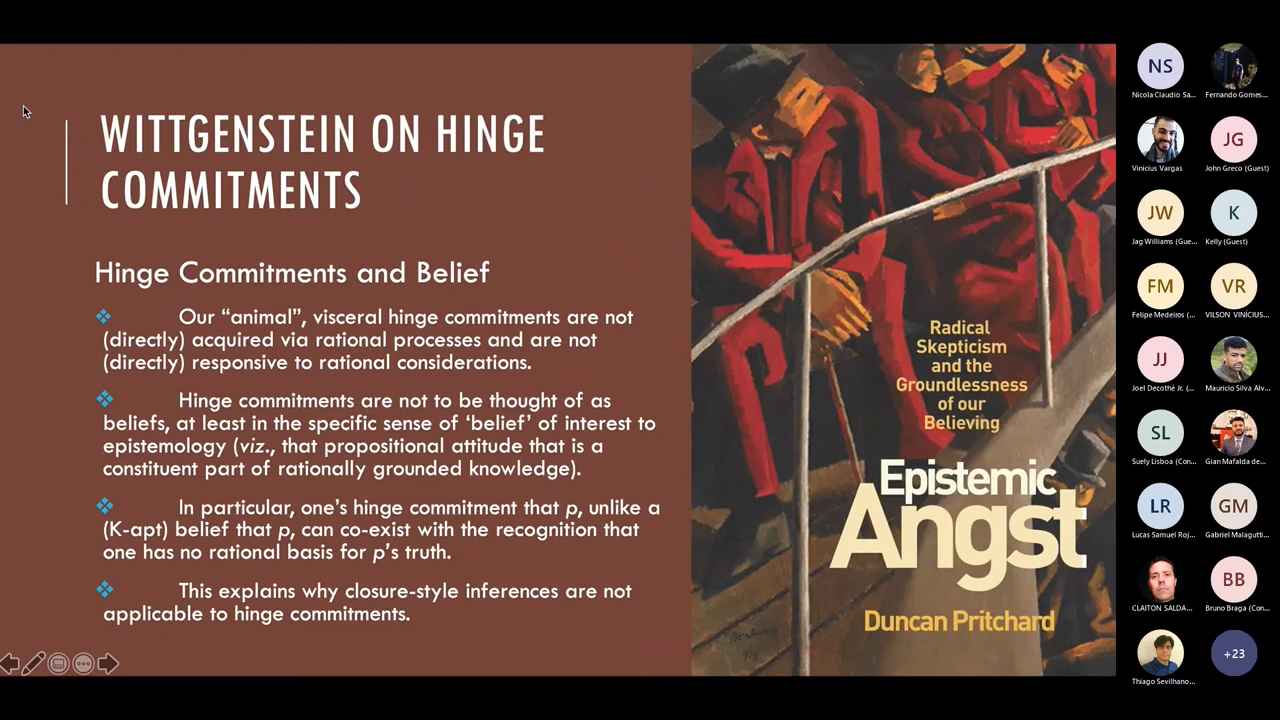 WITTGENSTEIN ON HINGE
COMMITMENTS
Hinge Commitments and Belief
Our “animal”, visceral hinge commitments are not
(directly) acquired via rational processes and are not
(directly) responsive to rational considerations.
Hinge commitments are not to be thought of as
beliefs, at least in the specific sense of ‘belief’ of interest to
epistemology (viz., that propositional attitude that is a
constituent part of rationally grounded knowledge).
In particular, one’s hinge commitment that p, unlike a
(K-apt) belief that p, can co-exist with the recognition that
one has no rational basis for p’s truth.
This explains why closure-style inferences are not
applicable to hinge commitments.
Radical
Skepticism
and the
Groundlessness
of our
Believing
Epistemic
Angst
Duncan Pritchard
NS
Nicola Claudio Sa...
Fernando Gomes...
Vinicius Vargas
JG
John Greco (Guest)
JW
Jag Williams (Gue...
K
Kelly (Guest)
FM
Felipe Medeiros (...
VR
VILSON VINÍCIUS...
JJ
Joel Decothé Jr. (...
Mauricio Silva Alv...
SL
Suely Lisboa (Con...
Gian Mafalda de...
LR
Lucas Samuel Roj...
GM
Gabriel Malagutti...
CLAITON SALDA...
BB
Bruno Braga (Con...
Thiago Sevilhano...
+23